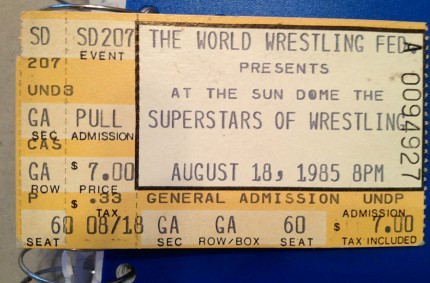 SD SD207 THE WORLD WRESTLING FED
207 EVENT PRESENTS
UND3 AT THE SUN DOME THE
GA PULL SUPERSTARS OF WRESTLING
SEC ADMISSION
CAS
GA $ 7.00 AUGUST 18, 1985 8PM
ROW PRICE
P $ .33 GENERAL ADMISSION UNDP
TAX ADMISSION
60 08/18 GA GA 60 $ 7.00
SEAT SEC ROW/BOX SEAT TAX INCLUDED
A 0094927